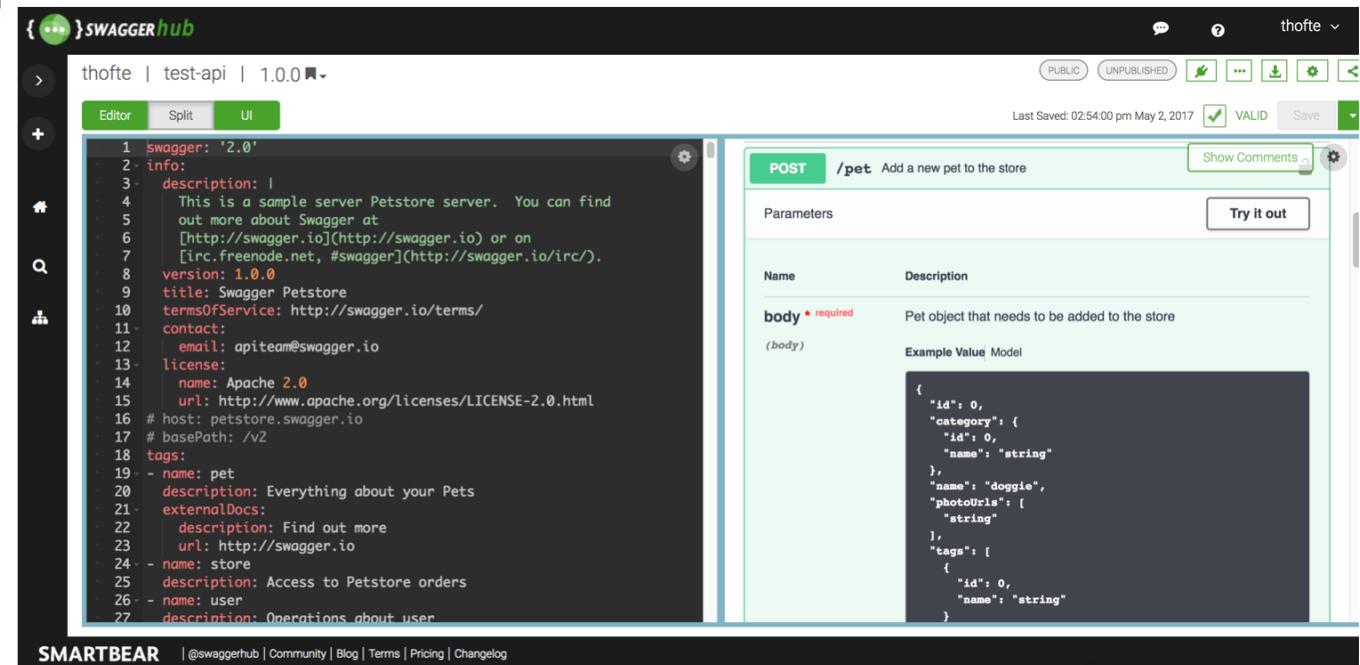 { ... } SWAGGERhub
thofte
thofte | test-api | 1.0.0
PUBLIC
UNPUBLISHED
Editor
Split
UI
Last Saved: 02:54:00 pm May 2, 2017
VALID
Save
1 swagger: '2.0'
2 info:
3 description: |
4 This is a sample server Petstore server. You can find
5 out more about Swagger at
6 [http://swagger.io](http://swagger.io) or on
7 [irc.freenode.net, #swagger](http://swagger.io/irc/).
8 version: 1.0.0
9 title: Swagger Petstore
10 termsOfService: http://swagger.io/terms/
11 contact:
12 email: apiteam@swagger.io
13 license:
14 name: Apache 2.0
15 url: http://www.apache.org/licenses/LICENSE-2.0.html
16 # host: petstore.swagger.io
17 # basePath: /v2
18 tags:
19 - name: pet
20 description: Everything about your Pets
21 externalDocs:
22 description: Find out more
23 url: http://swagger.io
24 - name: store
25 description: Access to Petstore orders
26 - name: user
27 description: Operations about user
POST /pet Add a new pet to the store
Show Comments
Parameters
Try it out
Name Description
body * required Pet object that needs to be added to the store
(body)
Example Value Model
{
"id": 0,
"category": {
"id": 0,
"name": "string"
},
"name": "doggie",
"photoUrls": [
"string"
],
"tags": [
{
"id": 0,
"name": "string"
}
SMARTBEAR | @swaggerhub | Community | Blog | Terms | Pricing | Changelog